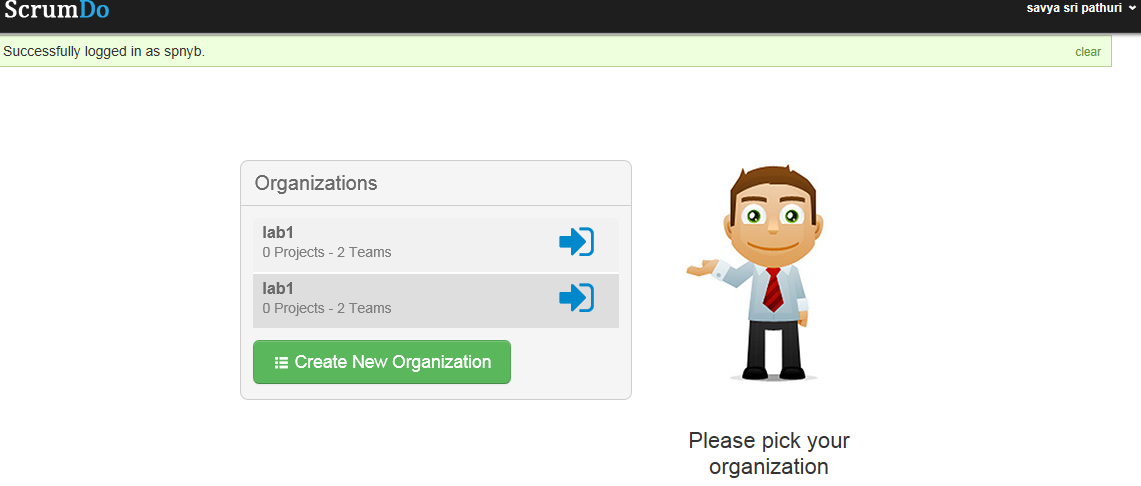 ScrumDo
savya sri pathuri
Successfully logged in as spnyb.
clear
Organizations
lab1
0 Projects - 2 Teams
lab1
0 Projects - 2 Teams
Create New Organization
Please pick your
organization